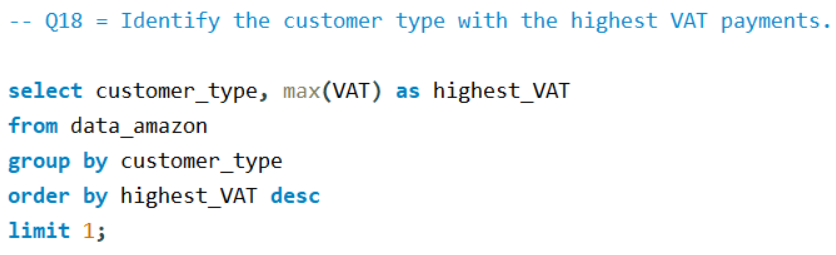 -- Q18 = Identify the customer type with the highest VAT payments.
select customer_type, max(VAT) as highest_VAT
from data_amazon
group by customer_type
order by highest_VAT desc
limit 1;